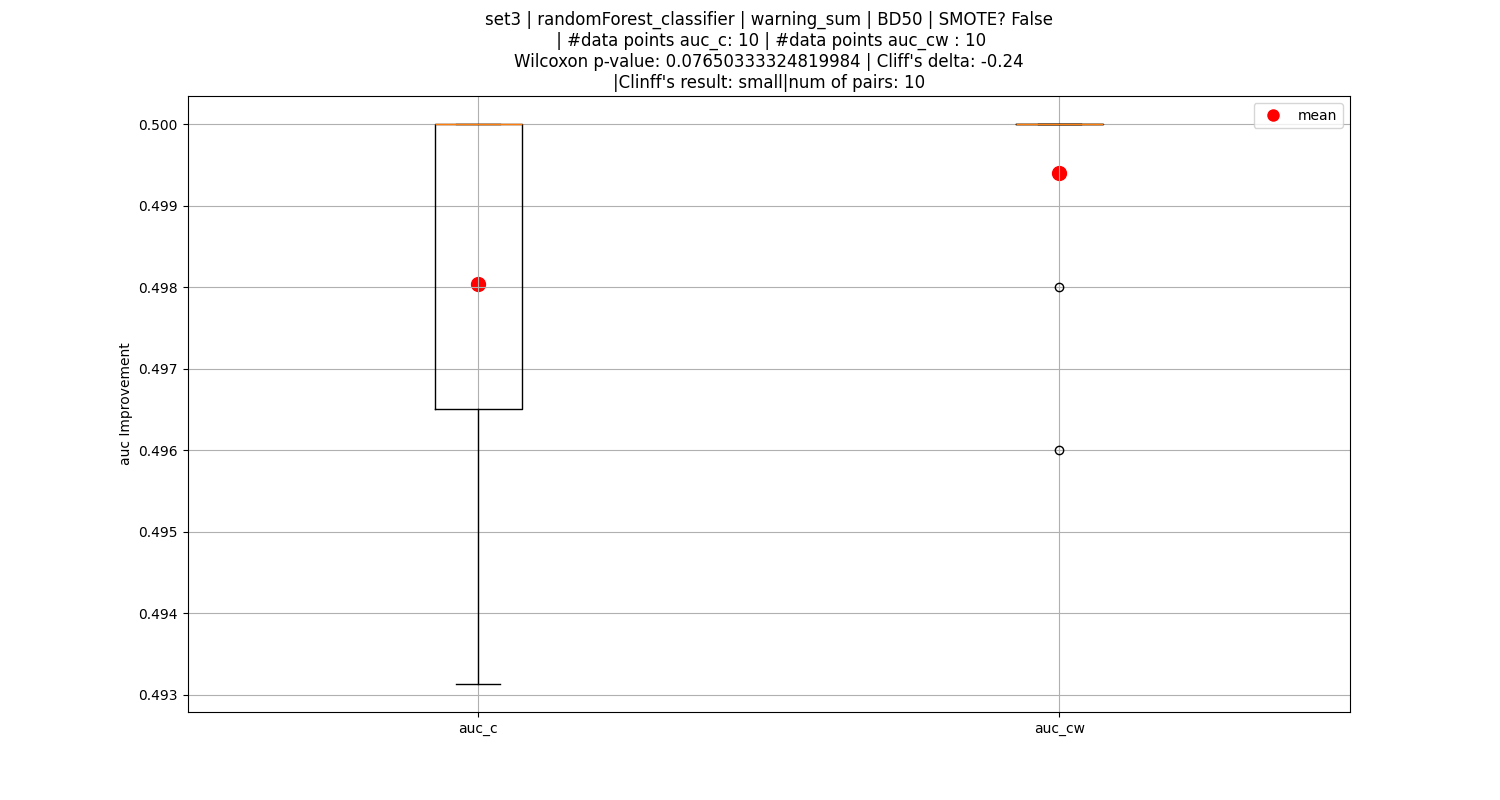 set3 | randomForest_classifier | warning_sum | BD50 | SMOTE? False
| #data points auc_c: 10 | #data points auc_cw : 10
Wilcoxon p-value: 0.07650333324819984 | Cliff's delta: -0.24
|Clinff's result: small|num of pairs: 10
mean
0.500
0.499
0.498
0.497
0.496
0.495
0.494
0.493
auc Improvement
auc_c
auc_cw